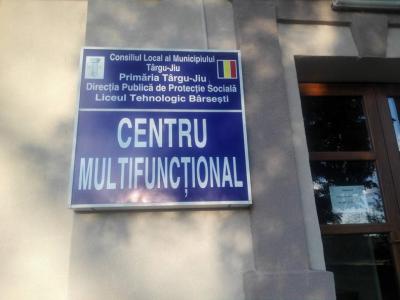 Consiliul Local al Municipiului
Târgu-Jiu
Primăria Târgu-Jiu
Direcția Publică de Protecție Socială
Liceul Tehnologic Bârsești
CENTRU
MULTIFUNCȚIONAL